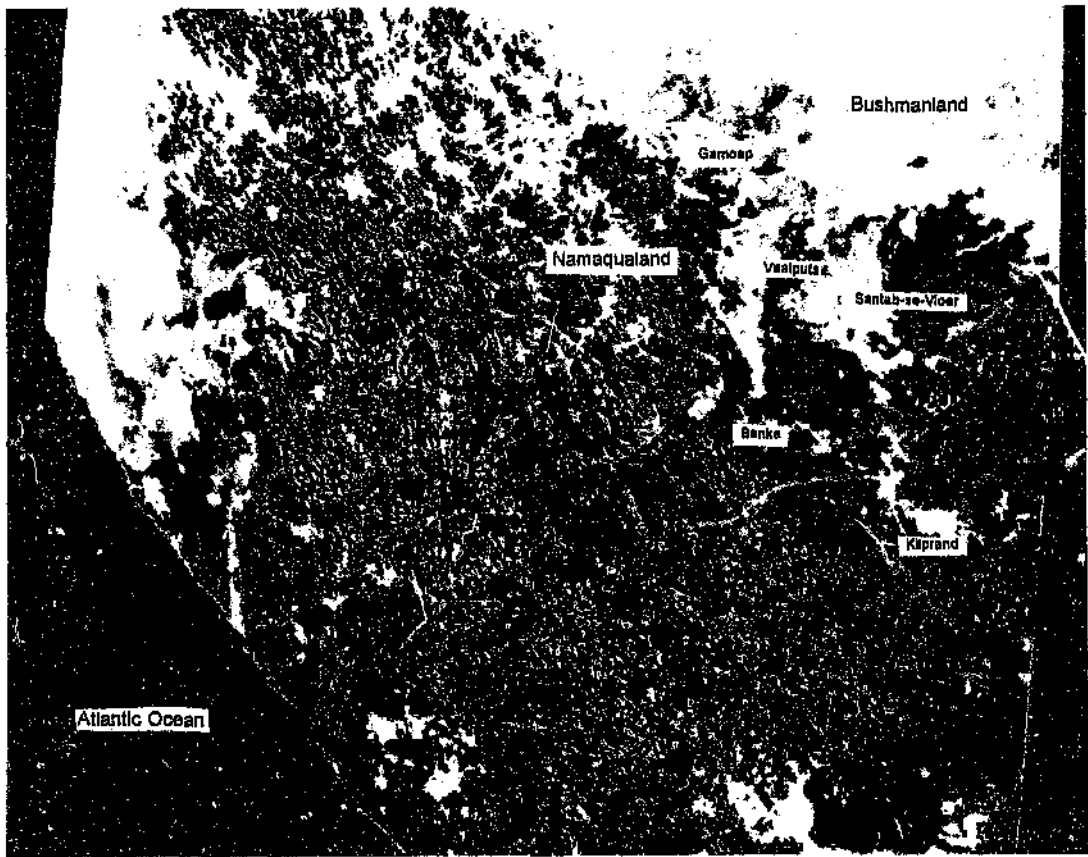 Bushmanland
Gamoep
Namaqualand
Vaalputs
Santab-se-Vloer
Banke
Kliprand
Atlantic Ocean